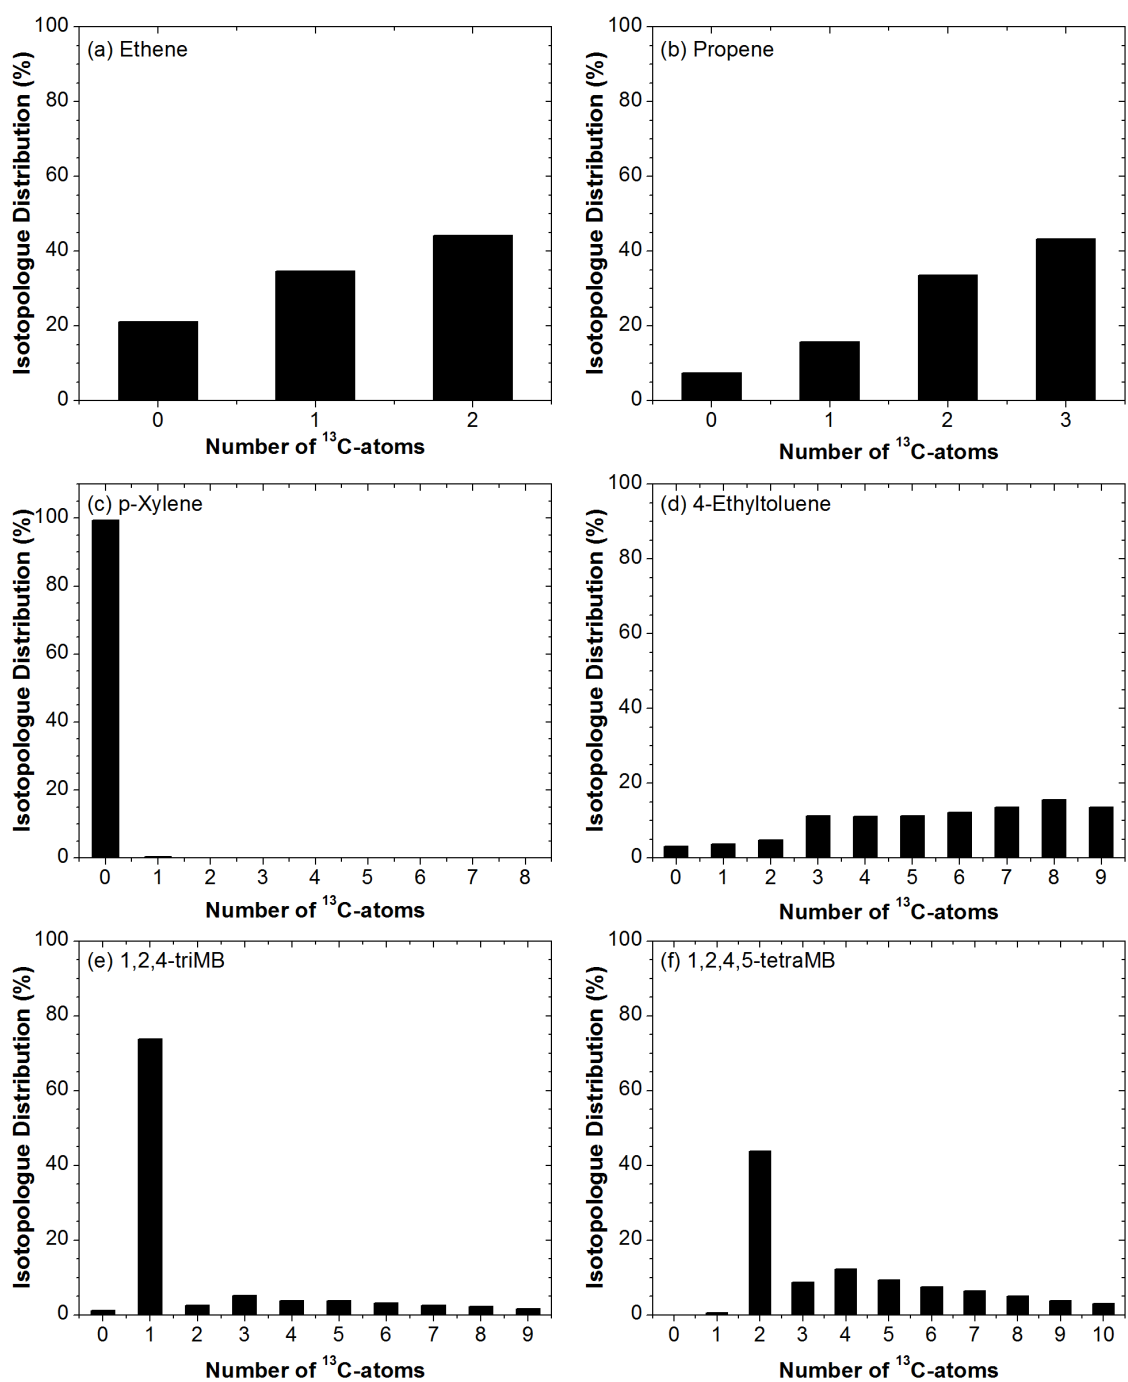 (a) Ethene
Isotopologue Distribution (%)
100
80
60
40
20
0
0 1 2
Number of ¹³C-atoms
(b) Propene
Isotopologue Distribution (%)
100
80
60
40
20
0
0 1 2 3
Number of ¹³C-atoms
(c) p-Xylene
Isotopologue Distribution (%)
100
80
60
40
20
0
0 1 2 3 4 5 6 7 8
Number of ¹³C-atoms
(d) 4-Ethyltoluene
Isotopologue Distribution (%)
100
80
60
40
20
0
0 1 2 3 4 5 6 7 8 9
Number of ¹³C-atoms
(e) 1,2,4-triMB
Isotopologue Distribution (%)
100
80
60
40
20
0
0 1 2 3 4 5 6 7 8 9
Number of ¹³C-atoms
(f) 1,2,4,5-tetraMB
Isotopologue Distribution (%)
100
80
60
40
20
0
0 1 2 3 4 5 6 7 8 9 10
Number of ¹³C-atoms